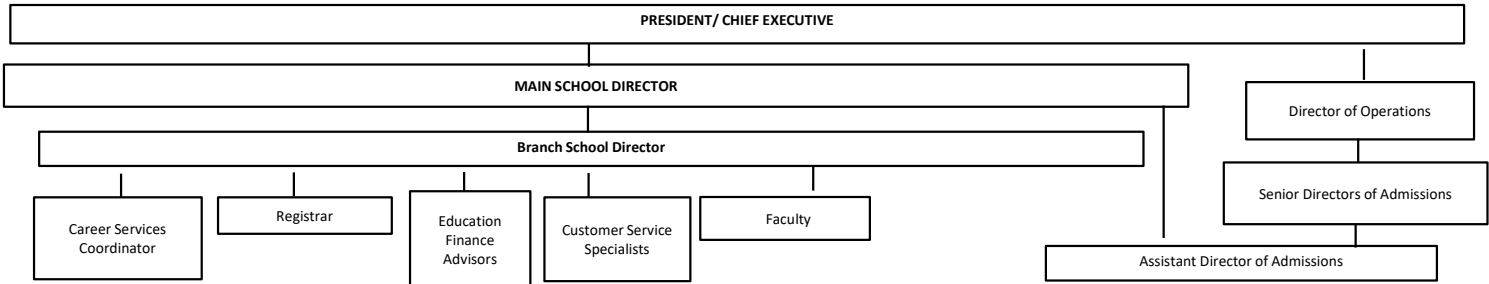 PRESIDENT/ CHIEF EXECUTIVE
MAIN SCHOOL DIRECTOR
Director of Operations
Branch School Director
Senior Directors of Admissions
Career Services
Coordinator
Registrar
Education
Finance
Advisors
Customer Service
Specialists
Faculty
Assistant Director of Admissions